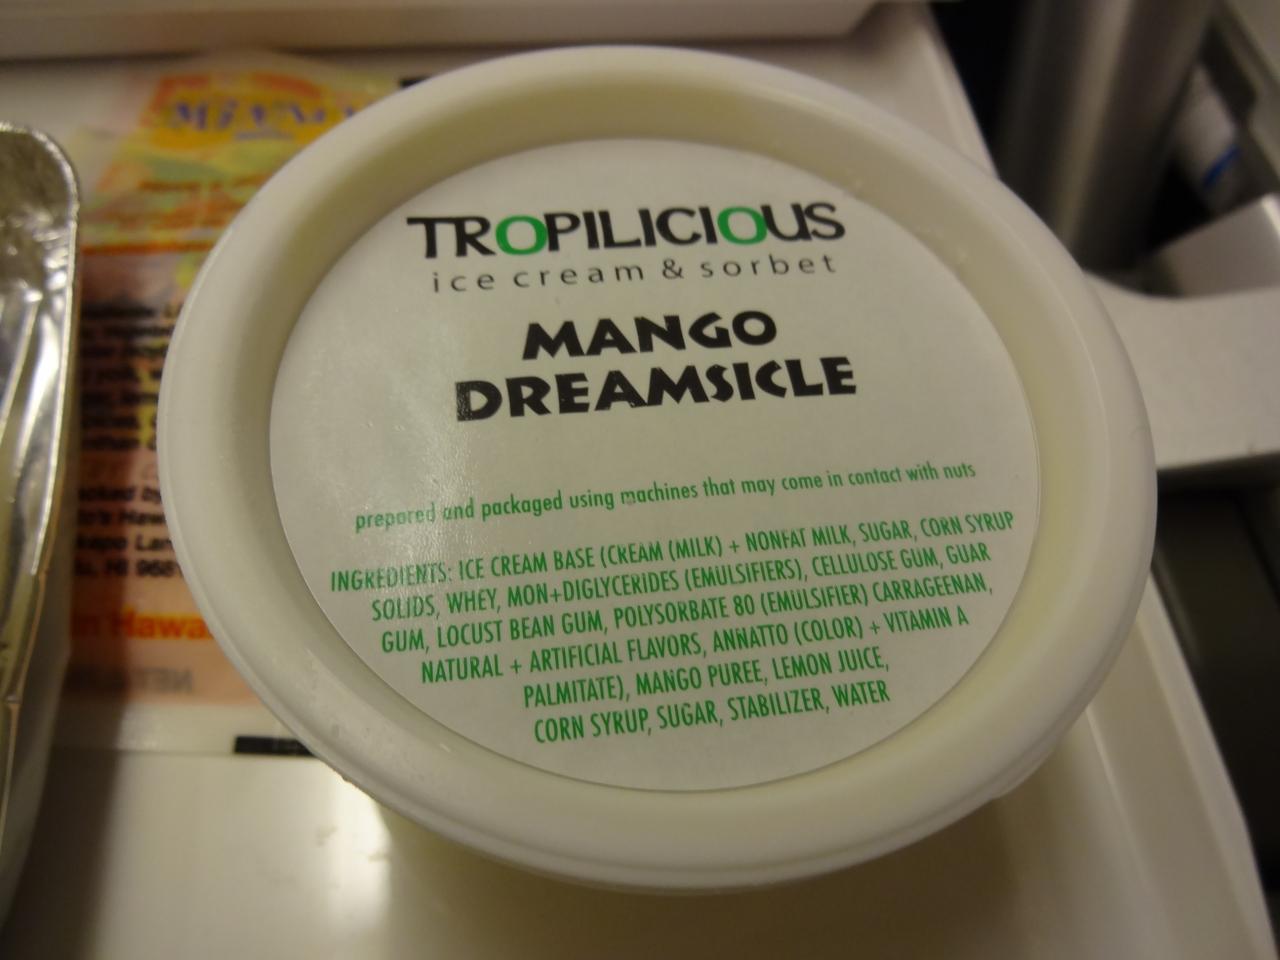 TROPILICIOUS
ice cream & sorbet
MANGO
DREAMSICLE
prepared and packaged using machines that may come in contact with nuts
INGREDIENTS: ICE CREAM BASE (CREAM (MILK) + NONFAT MILK, SUGAR, CORN SYRUP
SOLIDS, WHEY, MON+DIGLYCERIDES (EMULSIFIERS), CELLULOSE GUM, GUAR
GUM, LOCUST BEAN GUM, POLYSORBATE 80 (EMULSIFIER) CARRAGEENAN,
NATURAL + ARTIFICIAL FLAVORS, ANNATTO (COLOR) + VITAMIN A
PALMITATE), MANGO PUREE, LEMON JUICE,
CORN SYRUP, SUGAR, STABILIZER, WATER